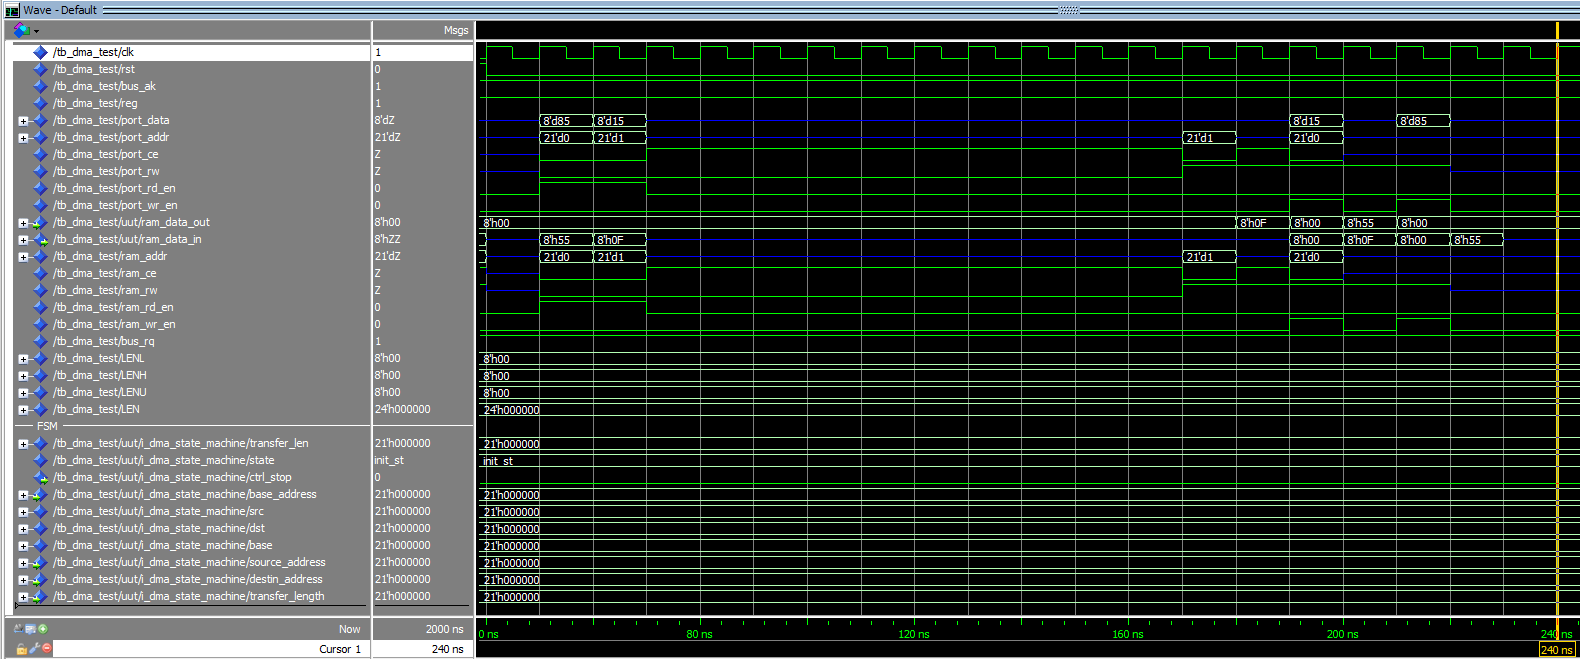 Wave - Default
Msgs
/tb_dma_test/clk 1
/tb_dma_test/rst 0
/tb_dma_test/bus_ak 1
/tb_dma_test/reg 1
/tb_dma_test/port_data 8'dZ 8'd85 8'd15 8'd15 8'd85
/tb_dma_test/port_addr 21'dZ 21'd0 21'd1 21'd1 21'd0
/tb_dma_test/port_ce Z
/tb_dma_test/port_rw Z
/tb_dma_test/port_rd_en 0
/tb_dma_test/port_wr_en 0
/tb_dma_test/uut/ram_data_out 8'h00 8'h00 8'h0F 8'h00 8'h55 8'h00
/tb_dma_test/uut/ram_data_in 8'hZZ 8'h55 8'h0F 8'h00 8'h0F 8'h00 8'h55
/tb_dma_test/ram_addr 21'dZ 21'd0 21'd1 21'd1 21'd0
/tb_dma_test/ram_ce Z
/tb_dma_test/ram_rw Z
/tb_dma_test/ram_rd_en 0
/tb_dma_test/ram_wr_en 0
/tb_dma_test/bus_rq 1
/tb_dma_test/LENL 8'h00 8'h00
/tb_dma_test/LENH 8'h00 8'h00
/tb_dma_test/LENU 8'h00 8'h00
/tb_dma_test/LEN 24'h000000 24'h000000
FSM
/tb_dma_test/uut/i_dma_state_machine/transfer_len 21'h000000 21'h000000
/tb_dma_test/uut/i_dma_state_machine/state init_st init_st
/tb_dma_test/uut/i_dma_state_machine/ctrl_stop 0
/tb_dma_test/uut/i_dma_state_machine/base_address 21'h000000 21'h000000
/tb_dma_test/uut/i_dma_state_machine/src 21'h000000 21'h000000
/tb_dma_test/uut/i_dma_state_machine/dst 21'h000000 21'h000000
/tb_dma_test/uut/i_dma_state_machine/base 21'h000000 21'h000000
/tb_dma_test/uut/i_dma_state_machine/source_address 21'h000000 21'h000000
/tb_dma_test/uut/i_dma_state_machine/destin_address 21'h000000 21'h000000
/tb_dma_test/uut/i_dma_state_machine/transfer_length 21'h000000 21'h000000
Now 2000 ns 0 ns 80 ns 120 ns 160 ns 200 ns 240 ns
Cursor 1 240 ns 240 ns